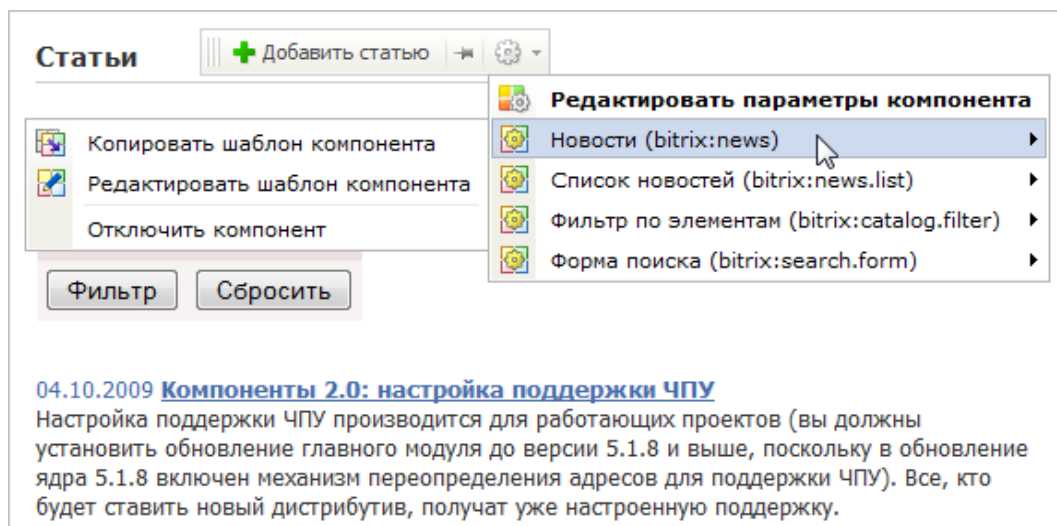 Статьи
Добавить статью
Редактировать параметры компонента
Новости (bitrix:news)
Список новостей (bitrix:news.list)
Фильтр по элементам (bitrix:catalog.filter)
Форма поиска (bitrix:search.form)
Копировать шаблон компонента
Редактировать шаблон компонента
Отключить компонент
Фильтр
Сбросить
04.10.2009 Компоненты 2.0: настройка поддержки ЧПУ
Настройка поддержки ЧПУ производится для работающих проектов (вы должны
установить обновление главного модуля до версии 5.1.8 и выше, поскольку в обновление
ядра 5.1.8 включен механизм переопределения адресов для поддержки ЧПУ). Все, кто
будет ставить новый дистрибутив, получат уже настроенную поддержку.